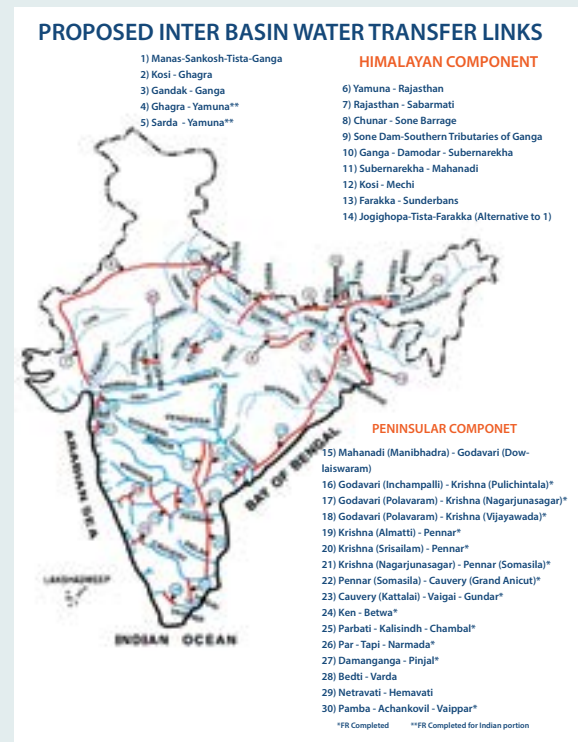 PROPOSED INTER BASIN WATER TRANSFER LINKS
1) Manas-Sankosh-Tista-Ganga
2) Kosi - Ghagra
3) Gandak - Ganga
4) Ghagra - Yamuna**
5) Sarda - Yamuna**
HIMALAYAN COMPONENT
6) Yamuna - Rajasthan
7) Rajasthan - Sabarmati
8) Chunar - Sone Barrage
9) Sone Dam-Southern Tributaries of Ganga
10) Ganga - Damodar - Subernarekha
11) Subernarekha - Mahanadi
12) Kosi - Mechi
13) Farakka - Sunderbans
14) Jogighopa-Tista-Farakka (Alternative to 1)
ARABIAN SEA
BAY OF BENGAL
LAKSHADWEEP
INDIAN OCEAN
PENINSULAR COMPONET
15) Mahanadi (Manibhadra) - Godavari (Dow-
laiswaram)
16) Godavari (Inchampalli) - Krishna (Pulichintala)*
17) Godavari (Polavaram) - Krishna (Nagarjunasagar)*
18) Godavari (Polavaram) - Krishna (Vijayawada)*
19) Krishna (Almatti) - Pennar*
20) Krishna (Srisailam) - Pennar*
21) Krishna (Nagarjunasagar) - Pennar (Somasila)*
22) Pennar (Somasila) - Cauvery (Grand Anicut)*
23) Cauvery (Kattalai) - Vaigai - Gundar*
24) Ken - Betwa*
25) Parbati - Kalisindh - Chambal*
26) Par - Tapi - Narmada*
27) Damanganga - Pinjal*
28) Bedti - Varda
29) Netravati - Hemavati
30) Pamba - Achankovil - Vaippar*
*FR Completed **FR Completed for Indian portion